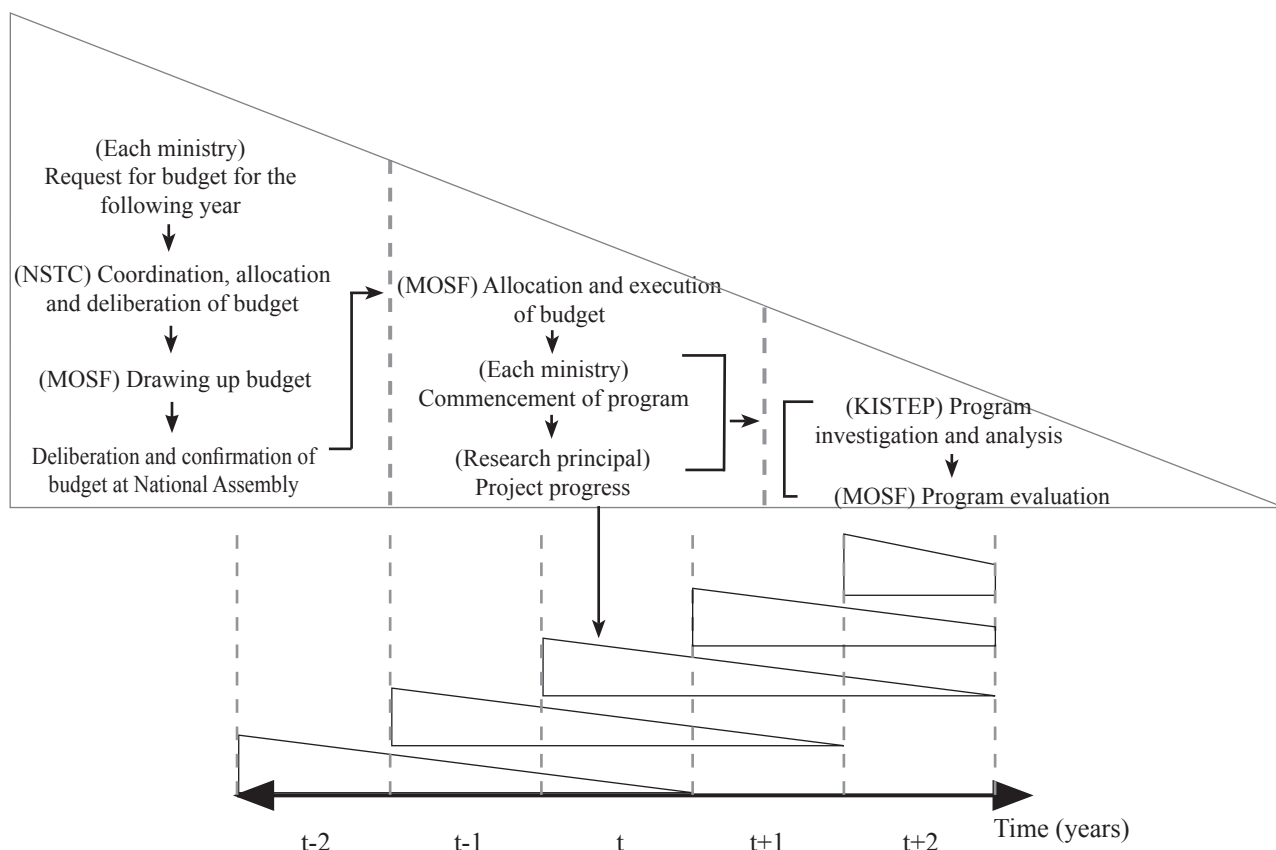 (Each ministry)
Request for budget for the
following year
(NSTC) Coordination, allocation
and deliberation of budget
(MOSF) Drawing up budget
Deliberation and confirmation of
budget at National Assembly
(MOSF) Allocation and execution
of budget
(Each ministry)
Commencement of program
(Research principal)
Project progress
(KISTEP) Program
investigation and analysis
(MOSF) Program evaluation
t-2
t-1
t
t+1
t+2
Time (years)